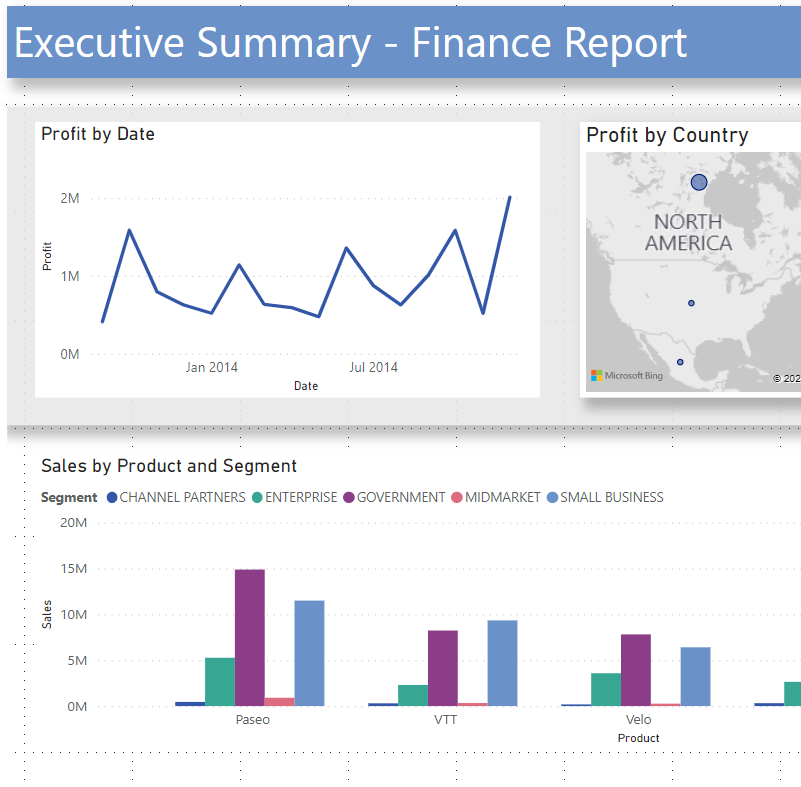 Executive Summary - Finance Report
Profit by Date
2M
1M
0M
Profit
Jan 2014
Jul 2014
Date
Profit by Country
NORTH
AMERICA
Microsoft Bing
© 202
Sales by Product and Segment
Segment CHANNEL PARTNERS ENTERPRISE GOVERNMENT MIDMARKET SMALL BUSINESS
20M
15M
10M
5M
0M
Sales
Paseo
VTT
Velo
Product